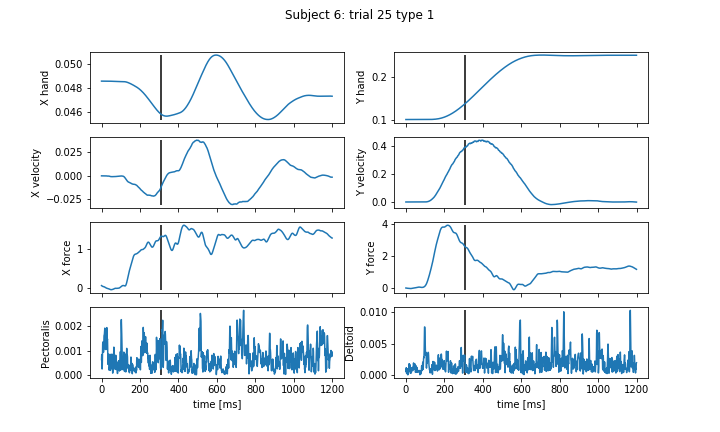 Subject 6: trial 25 type 1
X hand
0.050
0.048
0.046
Y hand
0.2
0.1
X velocity
0.025
0.000
−0.025
Y velocity
0.4
0.2
0.0
X force
1
0
Y force
4
2
0
Pectoralis
0.002
0.001
0.000
0 200 400 600 800 1000 1200
time [ms]
Deltoid
0.010
0.005
0.000
0 200 400 600 800 1000 1200
time [ms]